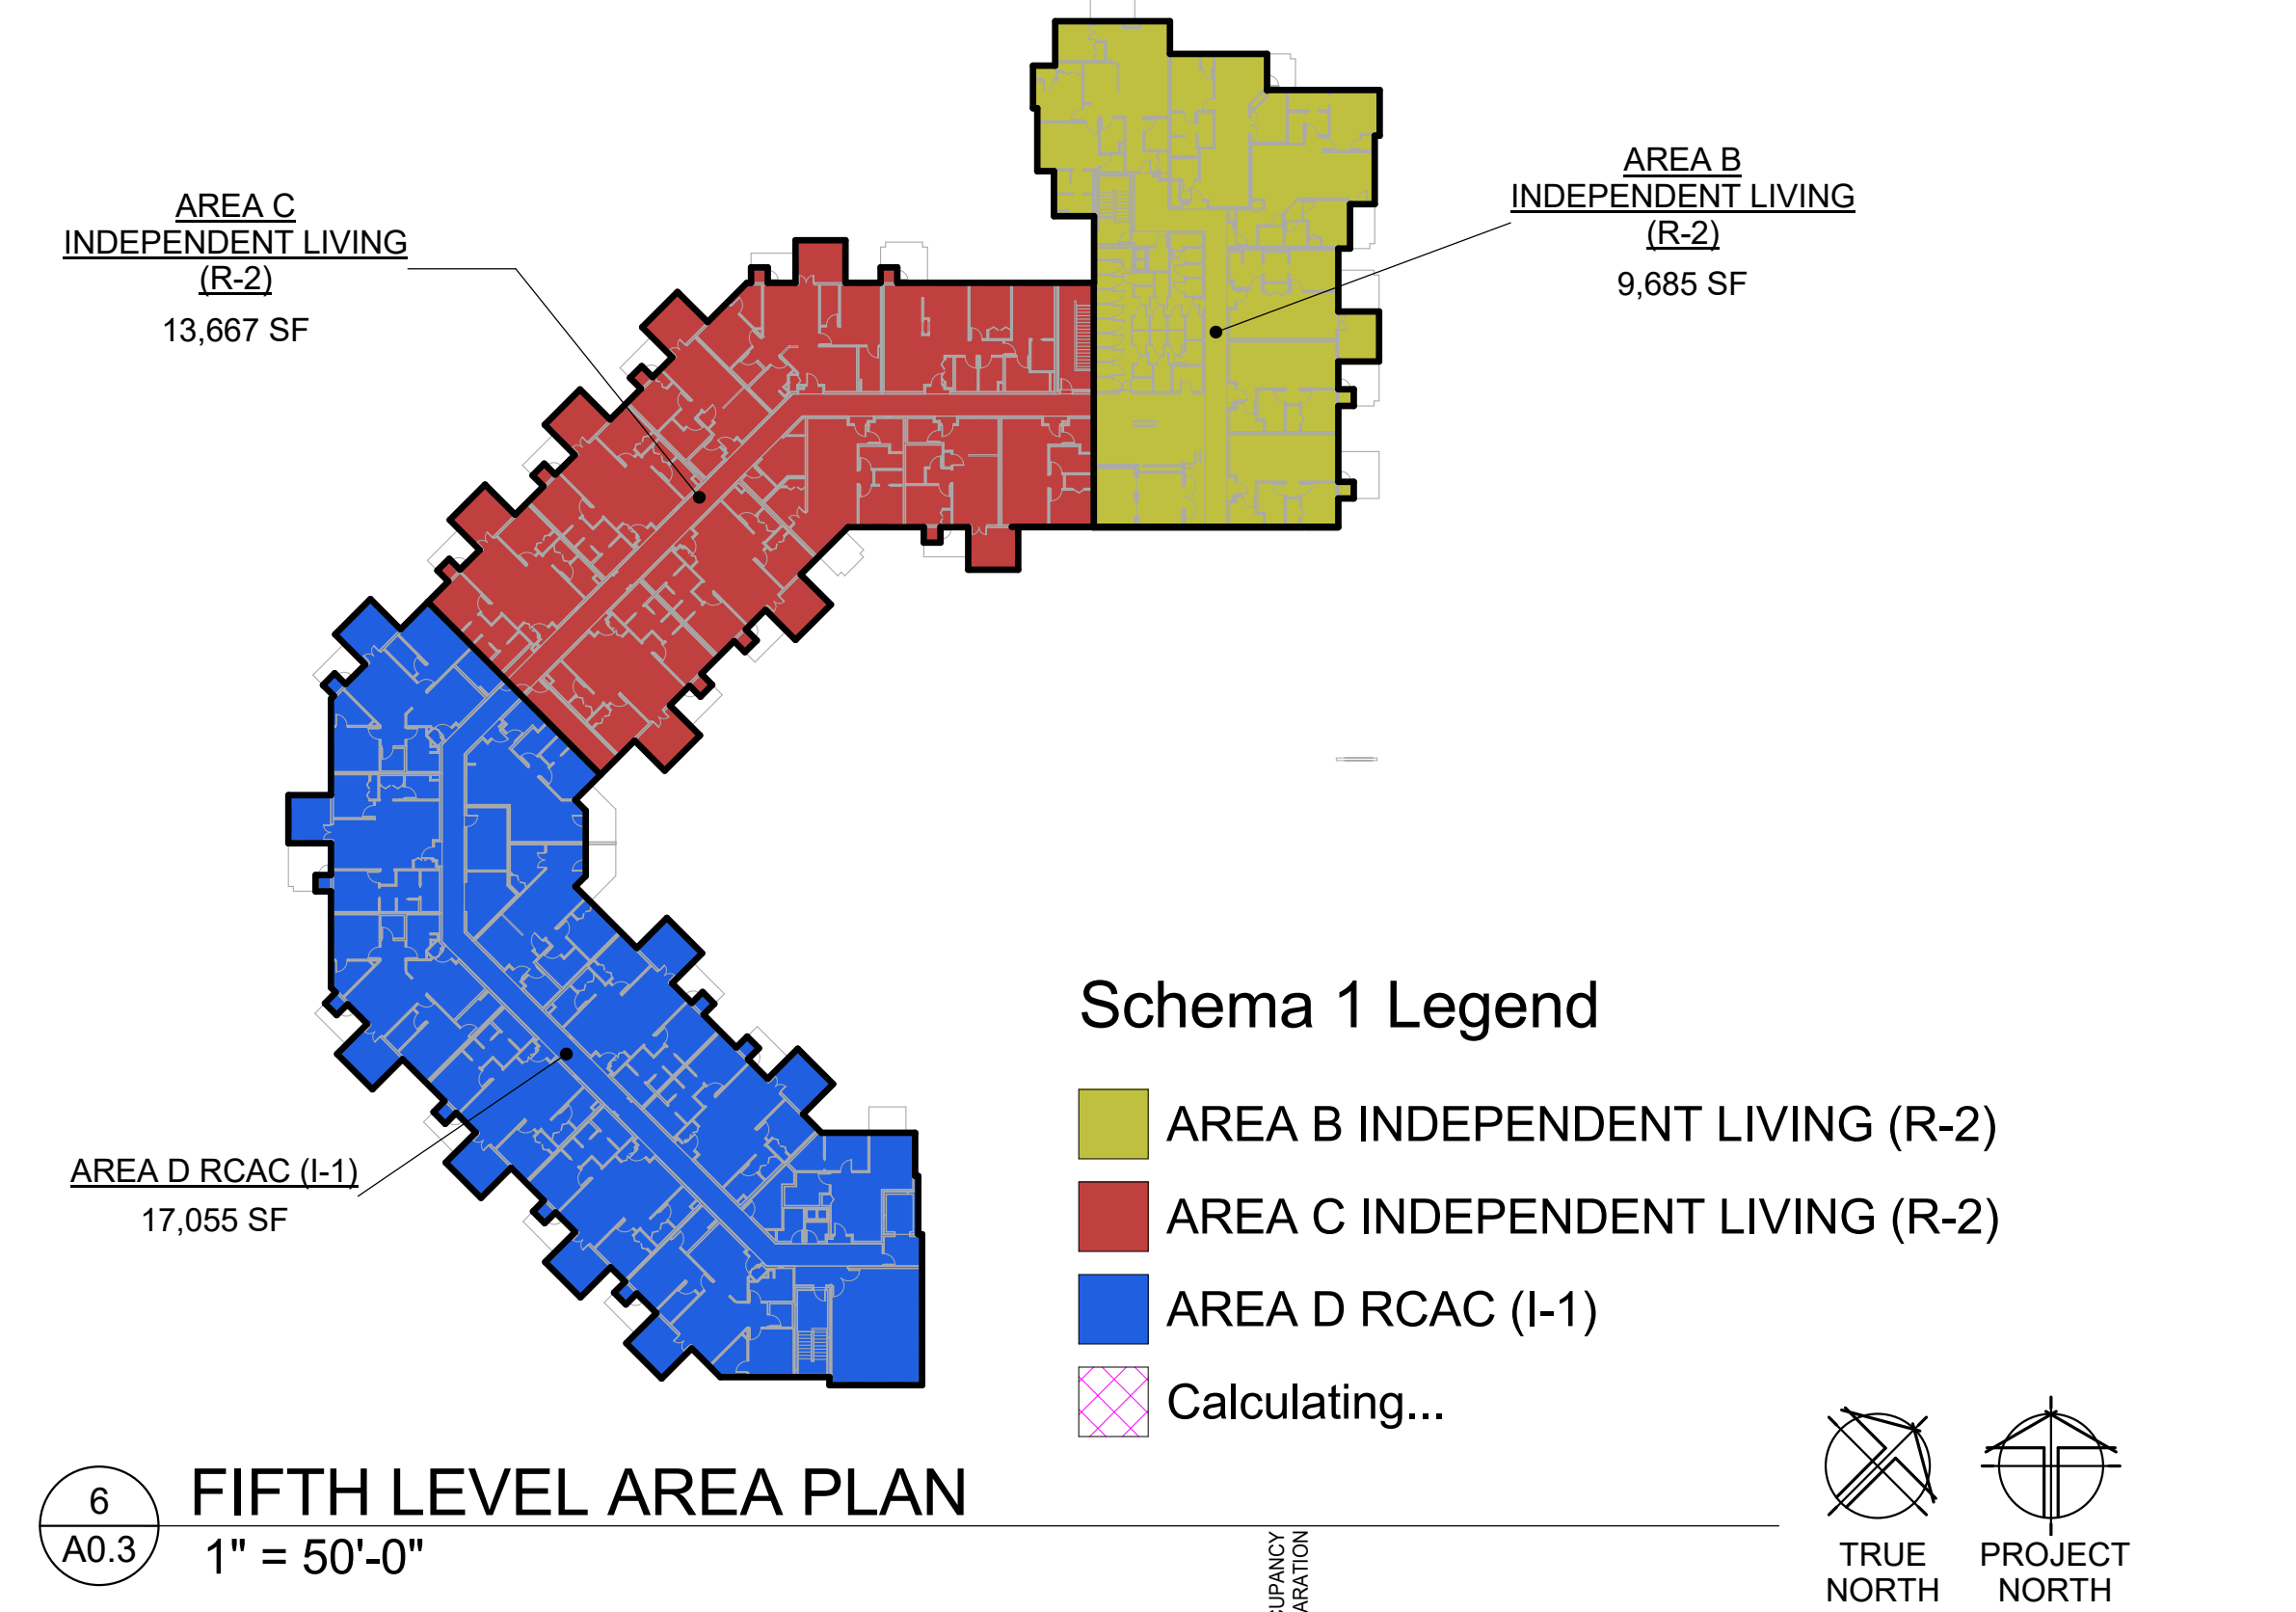 AREA C
INDEPENDENT LIVING
(R-2)
13,667 SF
AREA B
INDEPENDENT LIVING
(R-2)
9,685 SF
AREA D RCAC (I-1)
17,055 SF
Schema 1 Legend
AREA B INDEPENDENT LIVING (R-2)
AREA C INDEPENDENT LIVING (R-2)
AREA D RCAC (I-1)
Calculating...
6
A0.3
FIFTH LEVEL AREA PLAN
1" = 50'-0"
TRUE
NORTH
PROJECT
NORTH